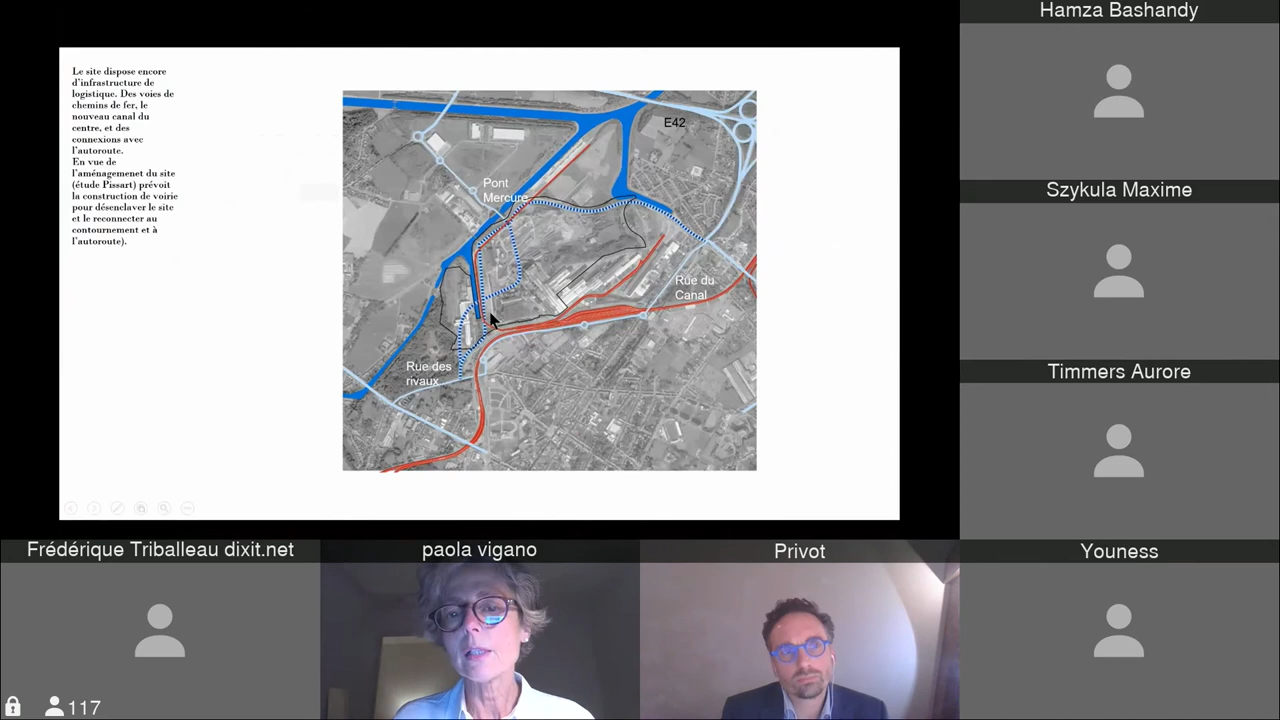 Hamza Bashandy
Le site dispose encore
d'infrastructure de
logistique. Des voies de
chemins de fer, le
nouveau canal du
centre, et des
connexions avec
l'autoroute.
En vue de
l'aménagemenet du site
(étude Pissart) prévoit
la construction de voirie
pour désenclaver le site
et le reconnecter au
contournement et à
l'autoroute).
E42
Pont
Mercure
Rue du
Canal
Rue des
rivaux
Szykula Maxime
Timmers Aurore
Frédérique Triballeau dixit.net
paola vigano
Privot
Youness
117